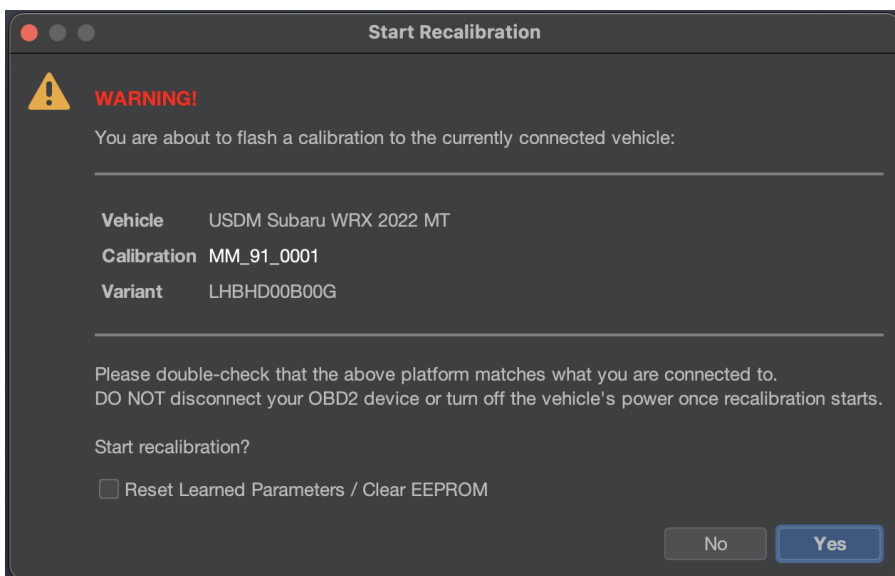 Start Recalibration
WARNING!
You are about to flash a calibration to the currently connected vehicle:
Vehicle USDM Subaru WRX 2022 MT
Calibration MM_91_0001
Variant LHBHD00B00G
Please double-check that the above platform matches what you are connected to.
DO NOT disconnect your OBD2 device or turn off the vehicle's power once recalibration starts.
Start recalibration?
Reset Learned Parameters / Clear EEPROM
No Yes